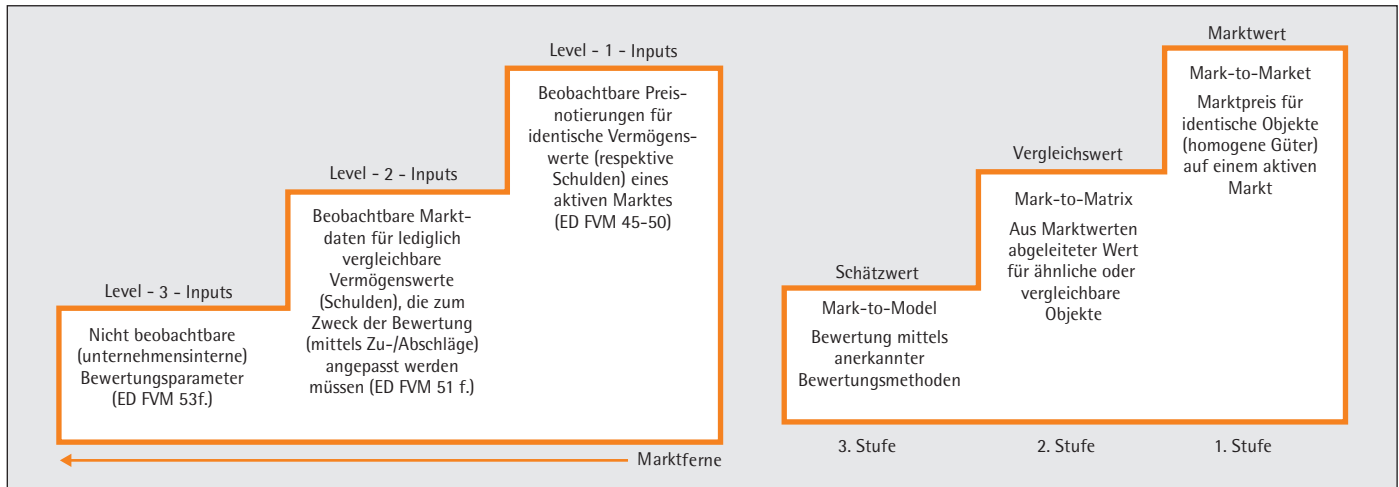 Level - 1 - Inputs
Beobachtbare Preis-
notierungen für
identische Vermögens-
werte (respektive
Schulden) eines
aktiven Marktes
(ED FVM 45-50)
Level - 2 - Inputs
Beobachtbare Markt-
daten für lediglich
vergleichbare
Vermögenswerte
(Schulden), die zum
Zweck der Bewertung
(mittels Zu-/Abschläge)
angepasst werden
müssen (ED FVM 51 f.)
Level - 3 - Inputs
Nicht beobachtbare
(unternehmensinterne)
Bewertungsparameter
(ED FVM 53f.)
Marktferne
Marktwert
Mark-to-Market
Marktpreis für
identische Objekte
(homogene Güter)
auf einem aktiven
Markt
Vergleichswert
Mark-to-Matrix
Aus Marktwerten
abgeleiteter Wert
für ähnliche oder
vergleichbare
Objekte
Schätzwert
Mark-to-Model
Bewertung mittels
anerkannter
Bewertungsmethoden
3. Stufe
2. Stufe
1. Stufe